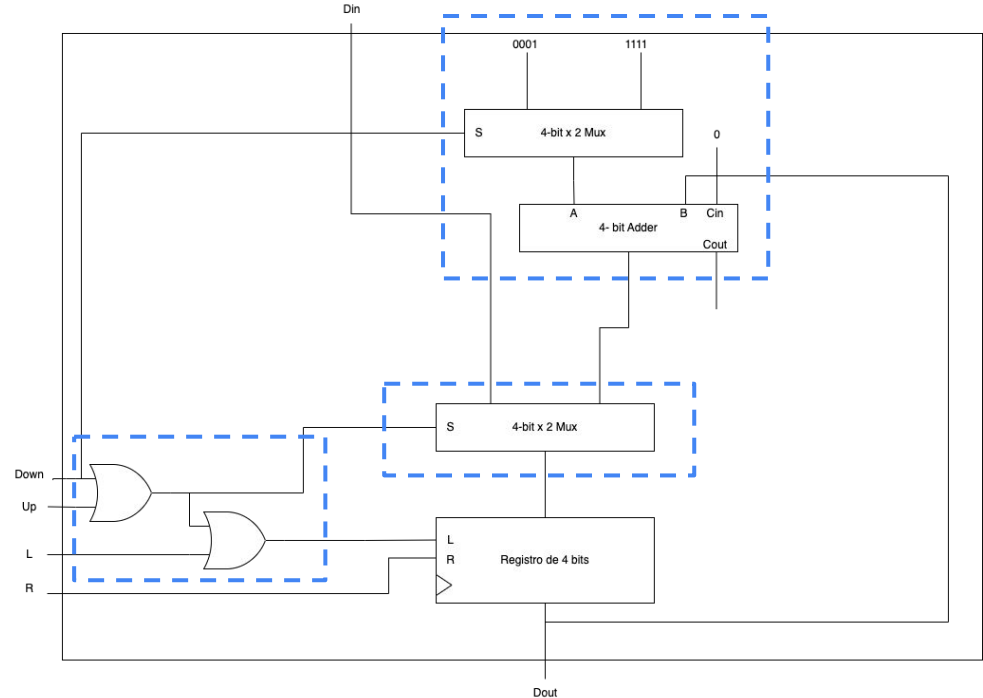 Din
0001
1111
S
4-bit x 2 Mux
0
A
B
Cin
4- bit Adder
Cout
S
4-bit x 2 Mux
Down
Up
L
R
L
R
Registro de 4 bits
Dout